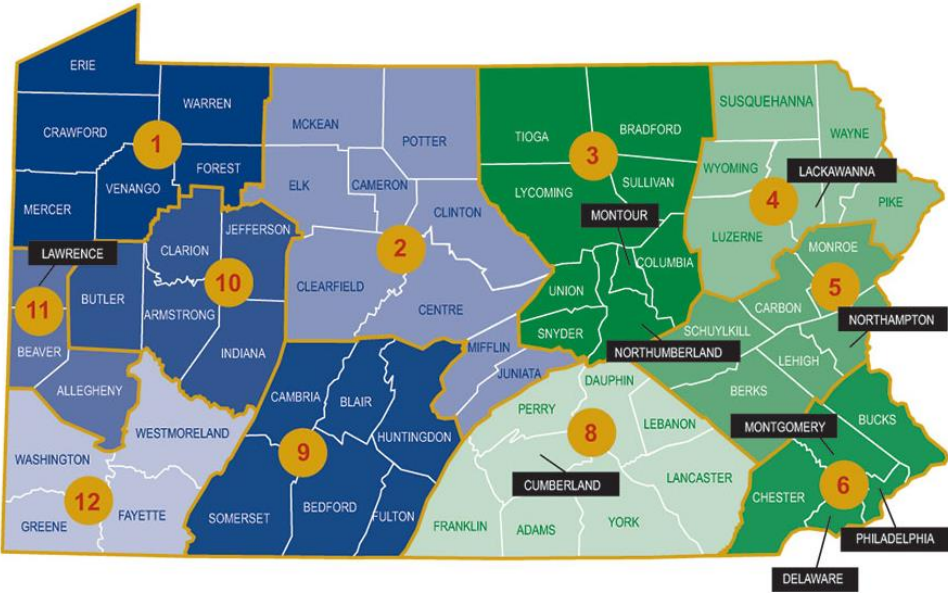 ERIE
WARREN
CRAWFORD
1
FOREST
VENANGO
MERCER
MCKEAN
POTTER
ELK
CAMERON
CLINTON
2
CLEARFIELD
CENTRE
MIFFLIN
JUNIATA
TIOGA
BRADFORD
3
LYCOMING
SULLIVAN
MONTOUR
COLUMBIA
UNION
SNYDER
NORTHUMBERLAND
SUSQUEHANNA
WAYNE
WYOMING
LACKAWANNA
4
PIKE
LUZERNE
MONROE
5
CARBON
NORTHAMPTON
SCHUYLKILL
LEHIGH
BERKS
BUCKS
MONTGOMERY
6
CHESTER
PHILADELPHIA
DELAWARE
DAUPHIN
PERRY
LEBANON
8
CUMBERLAND
LANCASTER
FRANKLIN
ADAMS
YORK
CAMBRIA
BLAIR
HUNTINGDON
9
BEDFORD
SOMERSET
FULTON
JEFFERSON
CLARION
10
ARMSTRONG
INDIANA
LAWRENCE
BUTLER
11
BEAVER
ALLEGHENY
WESTMORELAND
WASHINGTON
12
GREENE
FAYETTE